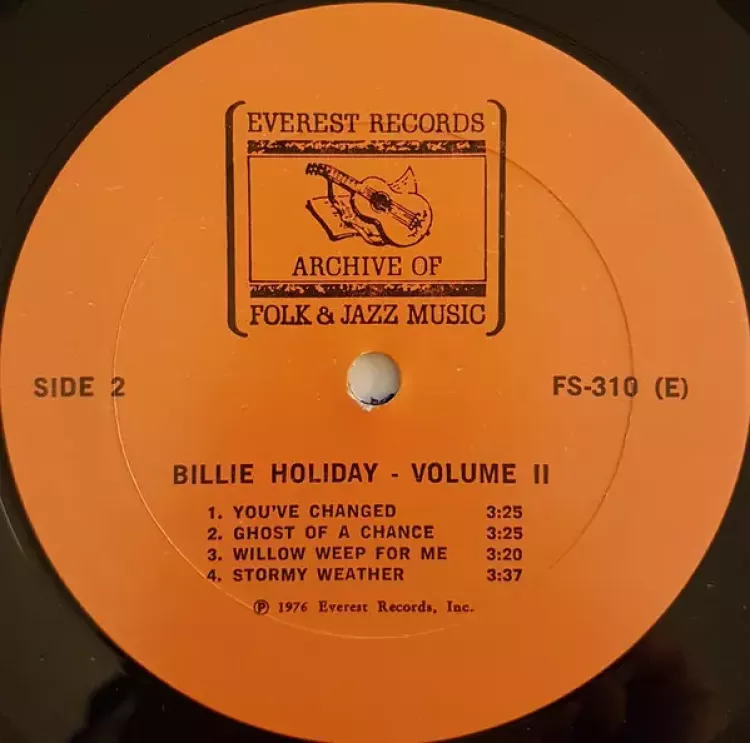 EVEREST RECORDS
ARCHIVE OF
FOLK & JAZZ MUSIC
SIDE 2
FS-310 (E)
BILLIE HOLIDAY - VOLUME II
1. YOU'VE CHANGED 3:25
2. GHOST OF A CHANCE 3:25
3. WILLOW WEEP FOR ME 3:20
4. STORMY WEATHER 3:37
℗ 1976 Everest Records, Inc.